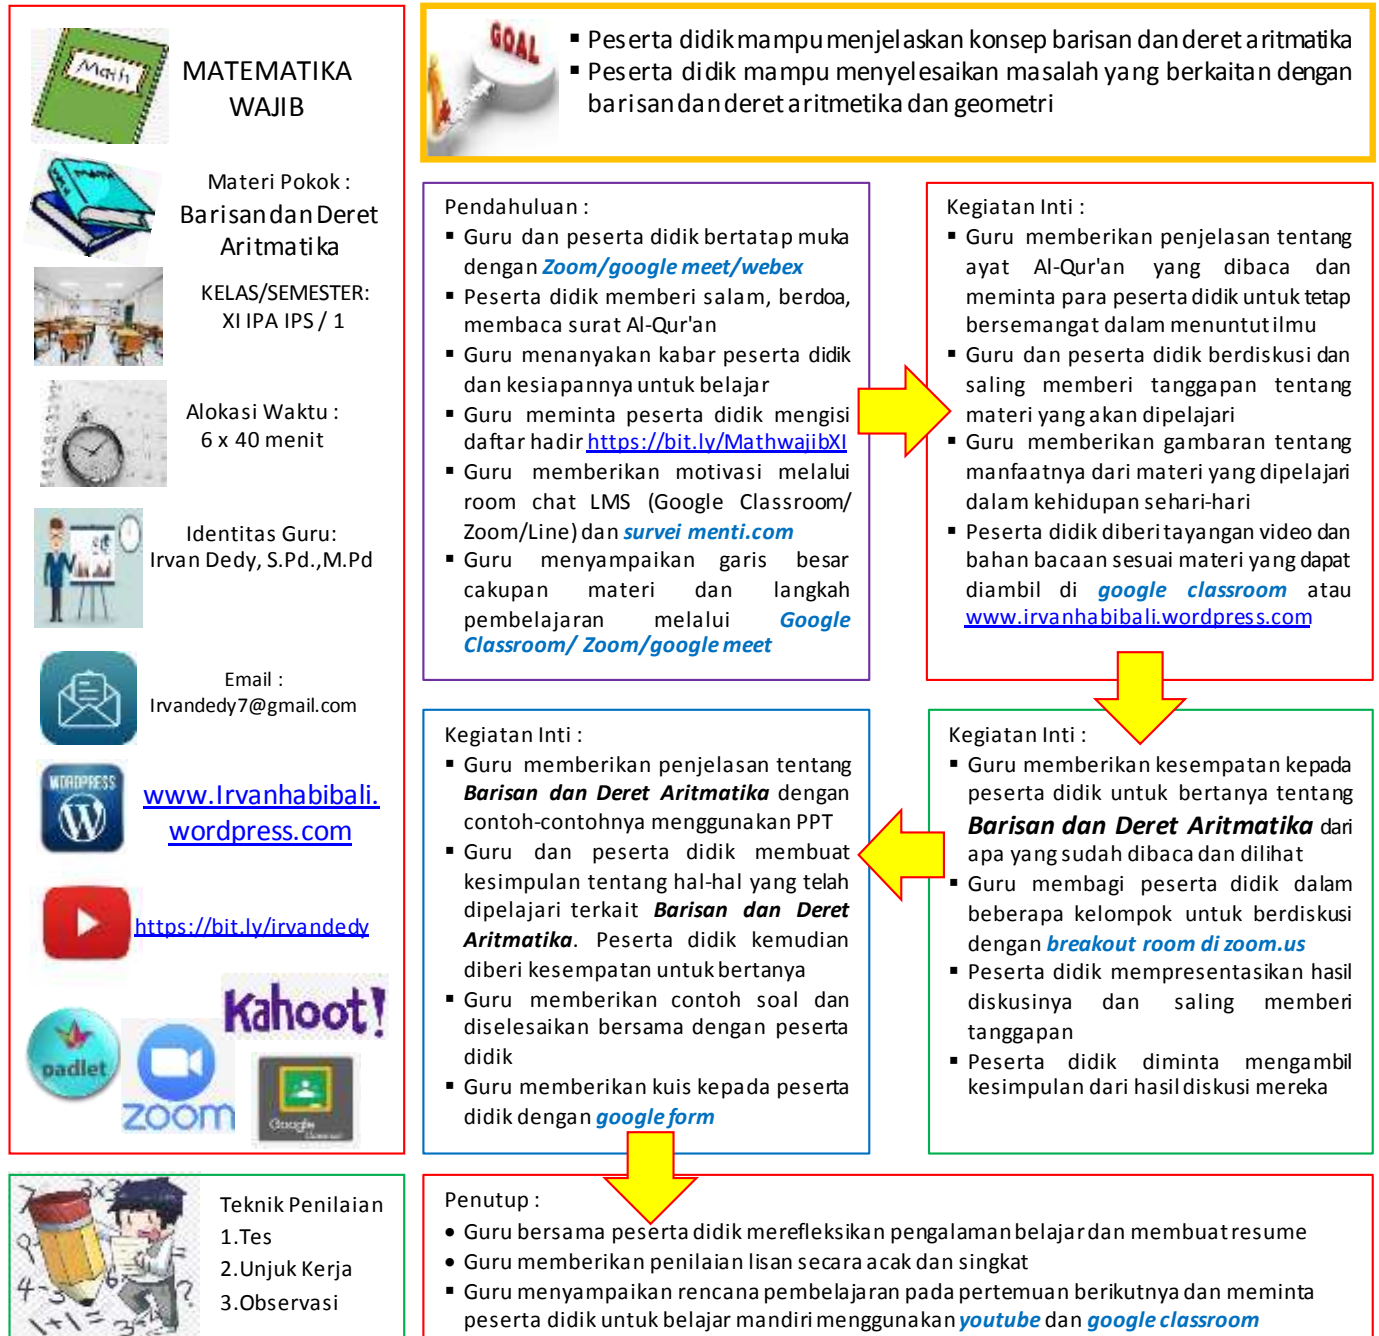 Math
MATEMATIKA
WAJIB
Materi Pokok :
Barisan dan Deret
Aritmatika
KELAS/SEMESTER:
XI IPA IPS / 1
Alokasi Waktu :
6 x 40 menit
Identitas Guru:
Irvan Dedy, S.Pd.,M.Pd
Email :
Irvandedy7@gmail.com
WORDPRESS
W
www.Irvanhabibali.
wordpress.com
https://bit.ly/irvandedy
Kahoot!
padlet
zoom
Google
Classroom
GOAL
▪ Peserta didik mampu menjelaskan konsep barisan dan deret aritmatika
▪ Peserta didik mampu menyelesaikan masalah yang berkaitan dengan
barisan dan deret aritmetika dan geometri
Pendahuluan :
▪ Guru dan peserta didik bertatap muka
dengan Zoom/google meet/webex
▪ Peserta didik memberi salam, berdoa,
membaca surat Al-Qur'an
▪ Guru menanyakan kabar peserta didik
dan kesiapannya untuk belajar
▪ Guru meminta peserta didik mengisi
daftar hadir https://bit.ly/MathwajibXI
▪ Guru memberikan motivasi melalui
room chat LMS (Google Classroom/
Zoom/Line) dan survei menti.com
▪ Guru menyampaikan garis besar
cakupan materi dan langkah
pembelajaran melalui Google
Classroom/ Zoom/google meet
Kegiatan Inti :
▪ Guru memberikan penjelasan tentang
ayat Al-Qur'an yang dibaca dan
meminta para peserta didik untuk tetap
bersemangat dalam menuntut ilmu
▪ Guru dan peserta didik berdiskusi dan
saling memberi tanggapan tentang
materi yang akan dipelajari
▪ Guru memberikan gambaran tentang
manfaatnya dari materi yang dipelajari
dalam kehidupan sehari-hari
▪ Peserta didik diberi tayangan video dan
bahan bacaan sesuai materi yang dapat
diambil di google classroom atau
www.irvanhabibali.wordpress.com
Kegiatan Inti :
▪ Guru memberikan kesempatan kepada
peserta didik untuk bertanya tentang
Barisan dan Deret Aritmatika dari
apa yang sudah dibaca dan dilihat
▪ Guru membagi peserta didik dalam
beberapa kelompok untuk berdiskusi
dengan breakout room di zoom.us
▪ Peserta didik mempresentasikan hasil
diskusinya dan saling memberi
tanggapan
▪ Peserta didik diminta mengambil
kesimpulan dari hasil diskusi mereka
Kegiatan Inti :
▪ Guru memberikan penjelasan tentang
Barisan dan Deret Aritmatika dengan
contoh-contohnya menggunakan PPT
▪ Guru dan peserta didik membuat
kesimpulan tentang hal-hal yang telah
dipelajari terkait Barisan dan Deret
Aritmatika. Peserta didik kemudian
diberi kesempatan untuk bertanya
▪ Guru memberikan contoh soal dan
diselesaikan bersama dengan peserta
didik
▪ Guru memberikan kuis kepada peserta
didik dengan google form
Teknik Penilaian
1.Tes
2.Unjuk Kerja
3.Observasi
Penutup :
• Guru bersama peserta didik merefleksikan pengalaman belajar dan membuat resume
• Guru memberikan penilaian lisan secara acak dan singkat
▪ Guru menyampaikan rencana pembelajaran pada pertemuan berikutnya dan meminta
peserta didik untuk belajar mandiri menggunakan youtube dan google classroom